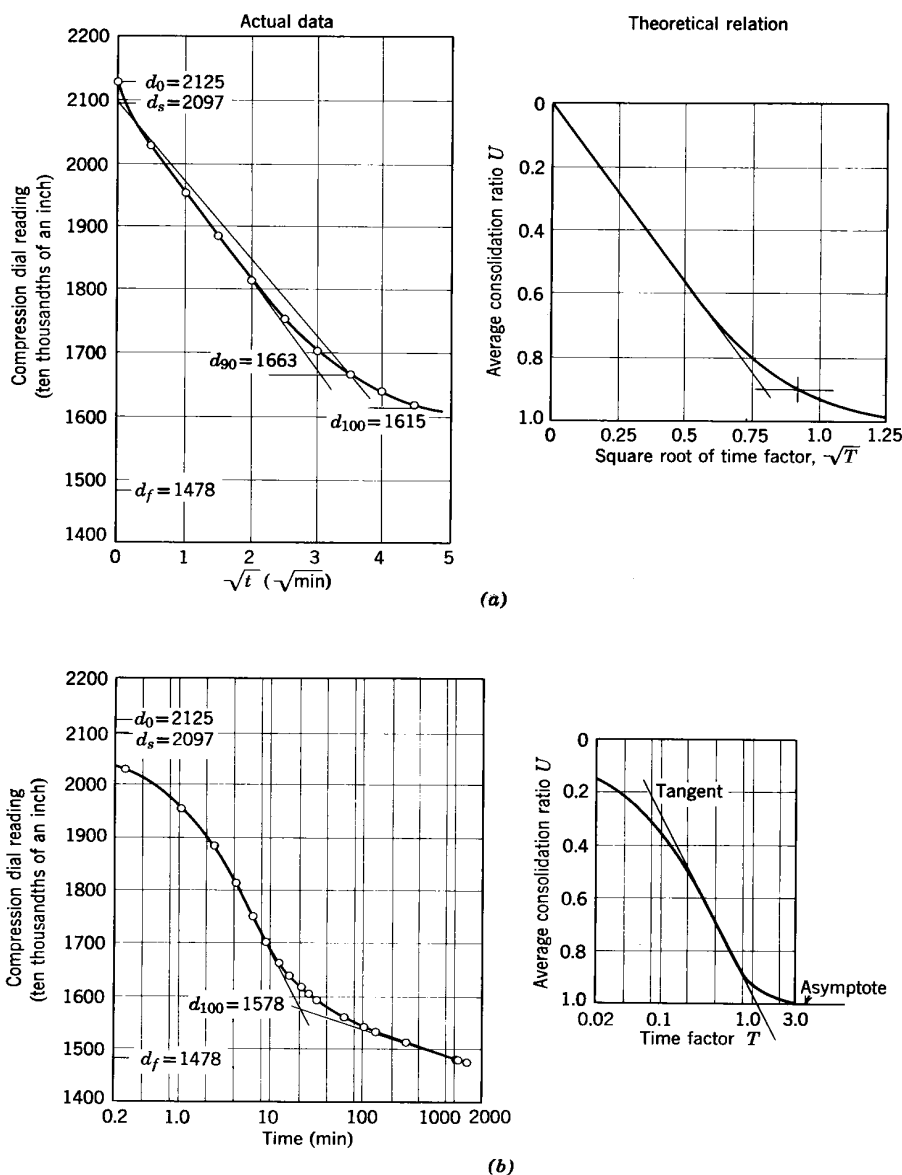 Actual data
Theoretical relation
2200
2100
2000
1900
1800
1700
1600
1500
1400
d0=2125
ds=2097
d90=1663
d100=1615
df=1478
0 1 2 3 4 5
√t (√min)
Compression dial reading
(ten thousandths of an inch)
0
0.2
0.4
0.6
0.8
1.0
0 0.25 0.5 0.75 1.0 1.25
Square root of time factor, √T
Average consolidation ratio U
(a)
2200
2100
2000
1900
1800
1700
1600
1500
1400
d0=2125
ds=2097
d100=1578
df=1478
0.2 1.0 10 100 1000 2000
Time (min)
Compression dial reading
(ten thousandths of an inch)
0
0.2
0.4
0.6
0.8
1.0
Tangent
Asymptote
0.02 0.1 1.0 3.0
Time factor T
Average consolidation ratio U
(b)